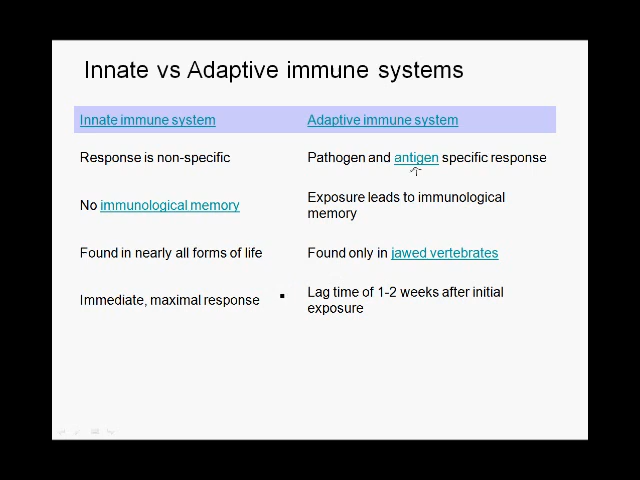 Innate vs Adaptive immune systems
Innate immune system    Adaptive immune system
Response is non-specific    Pathogen and antigen specific response
No immunological memory    Exposure leads to immunological memory
Found in nearly all forms of life    Found only in jawed vertebrates
Immediate, maximal response    ▪ Lag time of 1-2 weeks after initial exposure